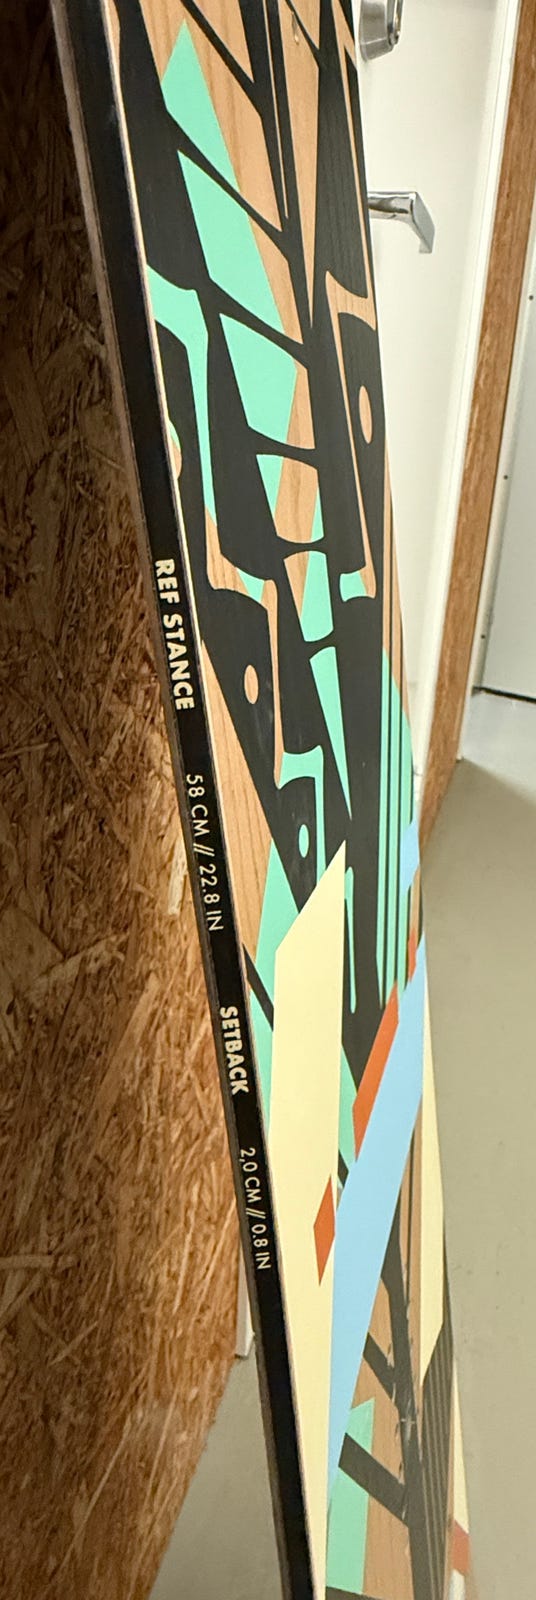 REF STANCE 58 CM // 22.8 IN SETBACK 2,0 CM // 0.8 IN